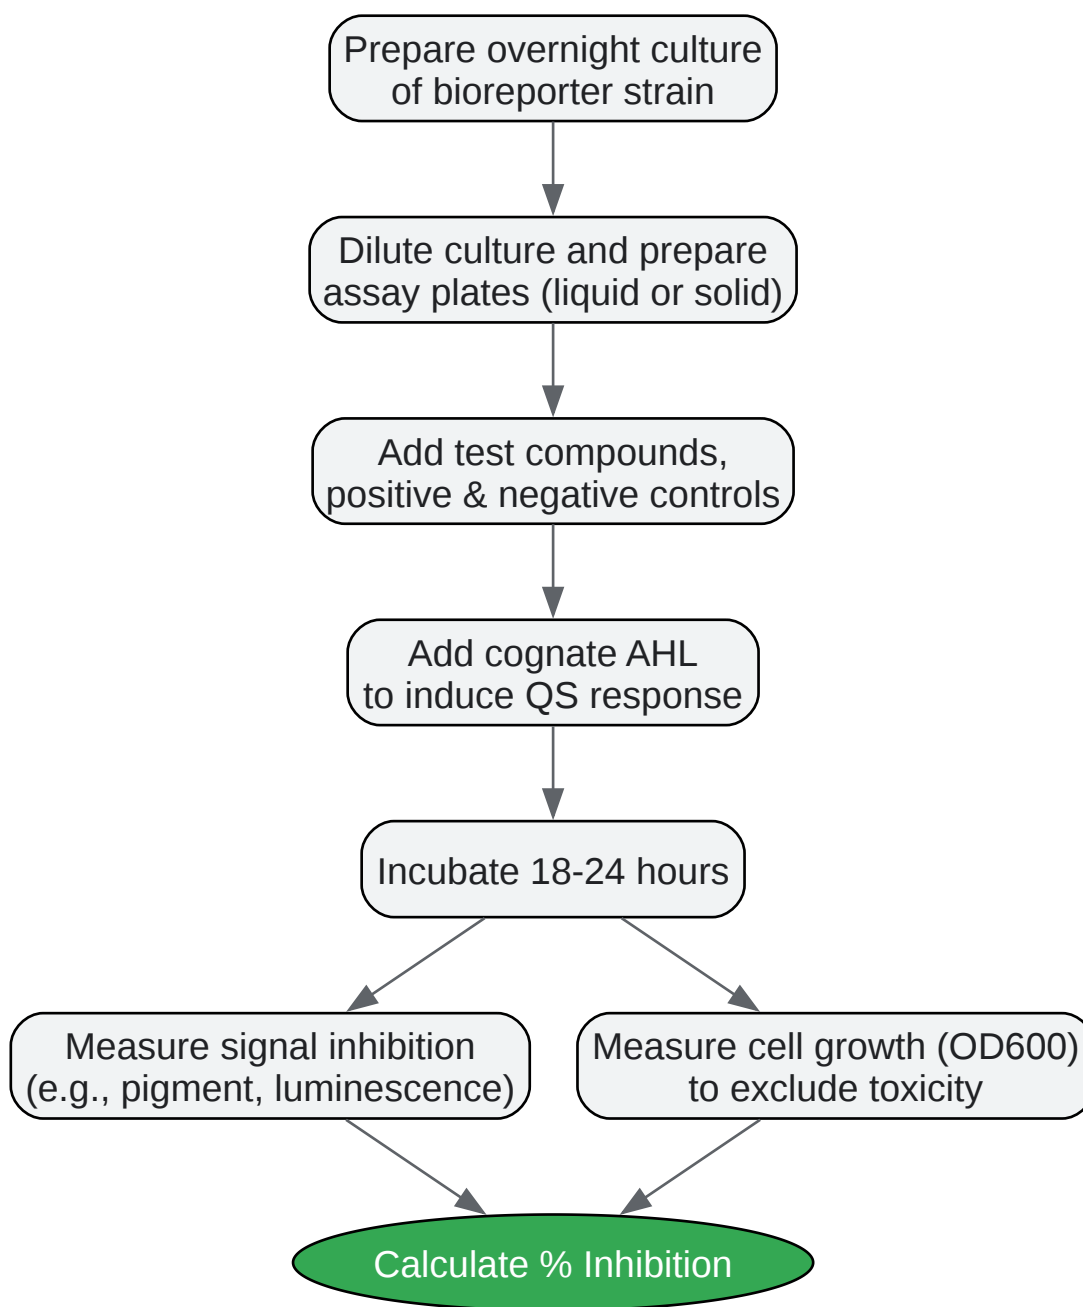 Prepare overnight culture
of bioreporter strain
Dilute culture and prepare
assay plates (liquid or solid)
Add test compounds,
positive & negative controls
Add cognate AHL
to induce QS response
Incubate 18-24 hours
Measure signal inhibition
(e.g., pigment, luminescence)
Measure cell growth (OD600)
to exclude toxicity
Calculate % Inhibition